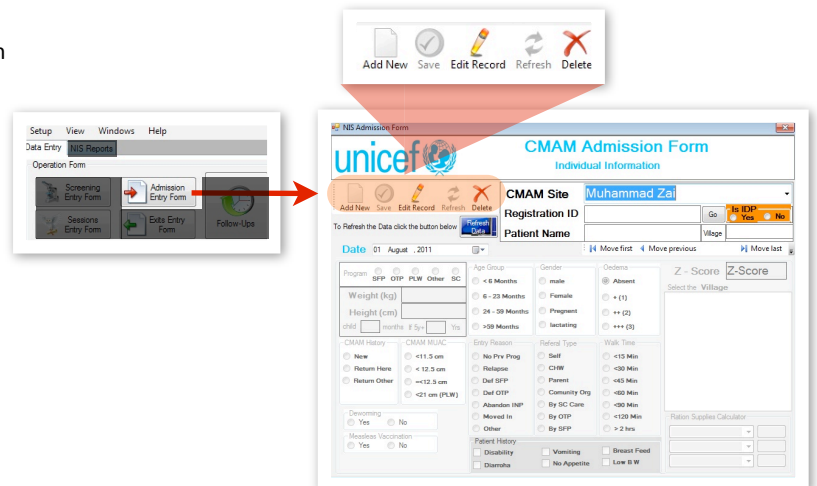 n
Add New Save Edit Record Refresh Delete
Setup View Windows Help
Data Entry NIS Reports
Operation Form
Screening Entry Form
Admission Entry Form
Sessions Entry Form
Exits Entry Form
Follow-Ups
NIS Admission Form
unicef
CMAM Admission Form
Individual Information
Add New Save Edit Record Refresh Delete
To Refresh the Data click the button below
Refresh Data
CMAM Site Muhammad Zai
Registration ID Go Is IDP Yes No
Patient Name Village
Date 01 August , 2011
Move first Move previous Move last
Program SFP OTP PLW Other SC
Weight (kg)
Height (cm)
child months If 5y+ Yrs
Age Group
< 6 Months
6 - 23 Months
24 - 59 Months
>59 Months
Gender
male
Female
Pregnent
lactating
Oedema
Absent
+ (1)
++ (2)
+++ (3)
Z - Score Z-Score
Select the Village
CMAM History
New
Return Here
Return Other
CMAM MUAC
<11.5 cm
< 12.5 cm
=<12.5 cm
<21 cm (PLW)
Entry Reason
No Prv Prog
Relapse
Def SFP
Def OTP
Abandon INP
Moved In
Other
Referal Type
Self
CHW
Parent
Comunity Org
By SC Care
By OTP
By SFP
Walk Time
<15 Min
<30 Min
<45 Min
<60 Min
<90 Min
<120 Min
> 2 hrs
Deworming
Yes No
Measleas Vaccination
Yes No
Patient History
Disability Vomiting Breast Feed
Diarroha No Appetite Low B W
Ration Supplies Calculator